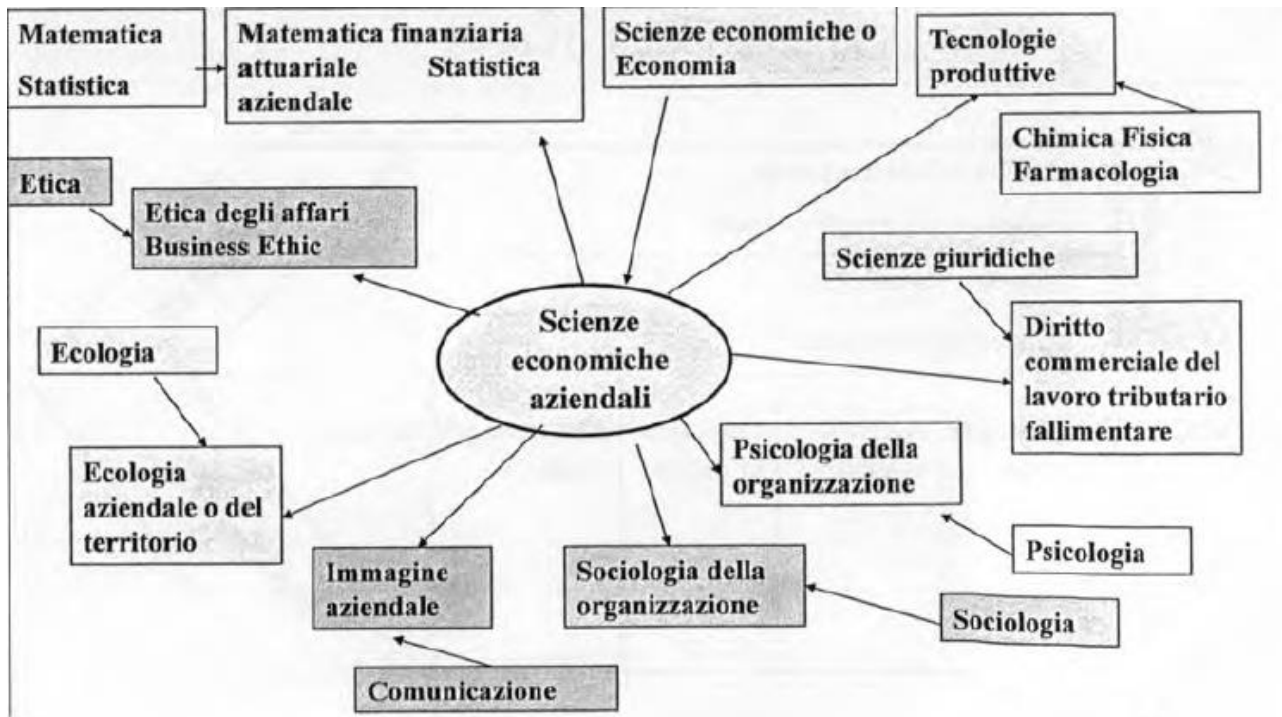 Matematica
Statistica
Matematica finanziaria
attuariale Statistica
aziendale
Scienze economiche o
Economia
Tecnologie
produttive
Chimica Fisica
Farmacologia
Etica
Etica degli affari
Business Ethic
Scienze giuridiche
Diritto
commerciale del
lavoro tributario
fallimentare
Scienze
economiche
aziendali
Ecologia
Ecologia
aziendale o del
territorio
Psicologia della
organizzazione
Psicologia
Immagine
aziendale
Sociologia della
organizzazione
Sociologia
Comunicazione